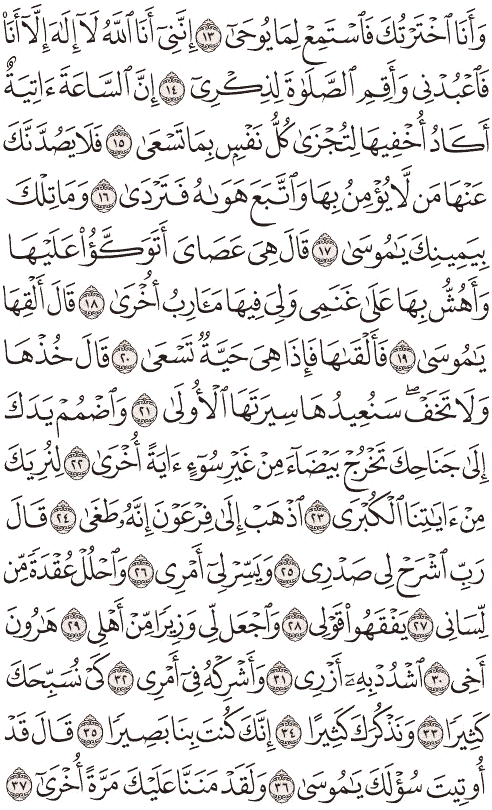 وَأَنَا ٱخْتَرْتُكَ فَٱسْتَمِعْ لِمَا يُوحَىٰٓ ١٣ إِنَّنِىٓ أَنَا ٱللَّهُ لَآ إِلَٰهَ إِلَّآ أَنَا۠
فَٱعْبُدْنِى وَأَقِمِ ٱلصَّلَوٰةَ لِذِكْرِىٓ ١٤ إِنَّ ٱلسَّاعَةَ ءَاتِيَةٌ
أَكَادُ أُخْفِيهَا لِتُجْزَىٰ كُلُّ نَفْسٍۭ بِمَا تَسْعَىٰ ١٥ فَلَا يَصُدَّنَّكَ
عَنْهَا مَن لَّا يُؤْمِنُ بِهَا وَٱتَّبَعَ هَوَىٰهُ فَتَرْدَىٰ ١٦ وَمَا تِلْكَ
بِيَمِينِكَ يَٰمُوسَىٰ ١٧ قَالَ هِىَ عَصَاىَ أَتَوَكَّؤُا۟ عَلَيْهَا
وَأَهُشُّ بِهَا عَلَىٰ غَنَمِى وَلِىَ فِيهَا مَـَٔارِبُ أُخْرَىٰ ١٨ قَالَ أَلْقِهَا
يَٰمُوسَىٰ ١٩ فَأَلْقَىٰهَا فَإِذَا هِىَ حَيَّةٌ تَسْعَىٰ ٢٠ قَالَ خُذْهَا
وَلَا تَخَفْ ۖ سَنُعِيدُهَا سِيرَتَهَا ٱلْأُولَىٰ ٢١ وَٱضْمُمْ يَدَكَ
إِلَىٰ جَنَاحِكَ تَخْرُجْ بَيْضَآءَ مِنْ غَيْرِ سُوٓءٍ ءَايَةً أُخْرَىٰ ٢٢ لِنُرِيَكَ
مِنْ ءَايَٰتِنَا ٱلْكُبْرَى ٢٣ ٱذْهَبْ إِلَىٰ فِرْعَوْنَ إِنَّهُۥ طَغَىٰ ٢٤ قَالَ
رَبِّ ٱشْرَحْ لِى صَدْرِى ٢٥ وَيَسِّرْ لِىٓ أَمْرِى ٢٦ وَٱحْلُلْ عُقْدَةً مِّن
لِّسَانِى ٢٧ يَفْقَهُوا۟ قَوْلِى ٢٨ وَٱجْعَل لِّى وَزِيرًا مِّنْ أَهْلِى ٢٩ هَٰرُونَ
أَخِى ٣٠ ٱشْدُدْ بِهِۦٓ أَزْرِى ٣١ وَأَشْرِكْهُ فِىٓ أَمْرِى ٣٢ كَىْ نُسَبِّحَكَ
كَثِيرًا ٣٣ وَنَذْكُرَكَ كَثِيرًا ٣٤ إِنَّكَ كُنتَ بِنَا بَصِيرًا ٣٥ قَالَ قَدْ
أُوتِيتَ سُؤْلَكَ يَٰمُوسَىٰ ٣٦ وَلَقَدْ مَنَنَّا عَلَيْكَ مَرَّةً أُخْرَىٰٓ ٣٧